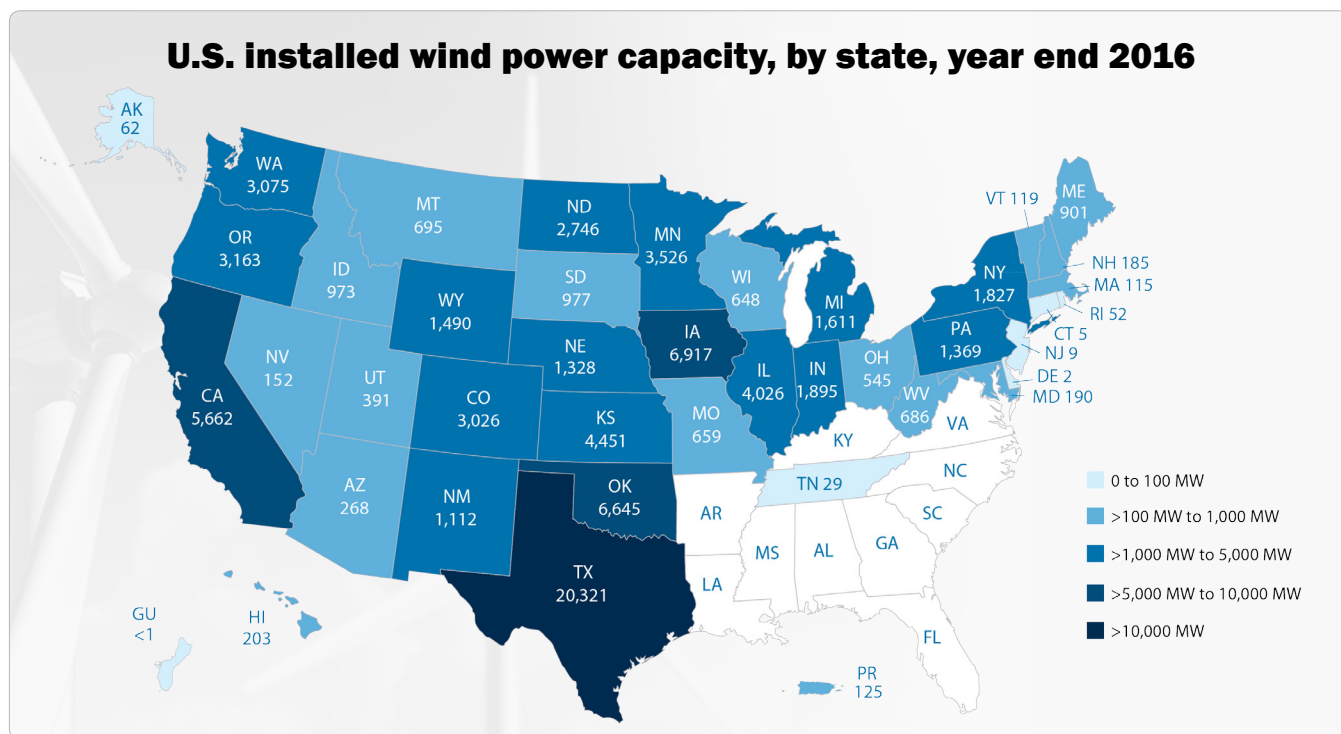 U.S. installed wind power capacity, by state, year end 2016
AK
62
WA
3,075
OR
3,163
CA
5,662
NV
152
ID
973
MT
695
WY
1,490
UT
391
AZ
268
CO
3,026
NM
1,112
ND
2,746
SD
977
NE
1,328
KS
4,451
OK
6,645
TX
20,321
MN
3,526
IA
6,917
MO
659
AR
LA
WI
648
IL
4,026
MI
1,611
IN
1,895
OH
545
KY
TN 29
MS
AL
GA
FL
SC
NC
VA
WV
686
PA
1,369
NY
1,827
VT 119
ME
901
NH 185
MA 115
RI 52
CT 5
NJ 9
DE 2
MD 190
GU
<1
HI
203
PR
125
0 to 100 MW
>100 MW to 1,000 MW
>1,000 MW to 5,000 MW
>5,000 MW to 10,000 MW
>10,000 MW